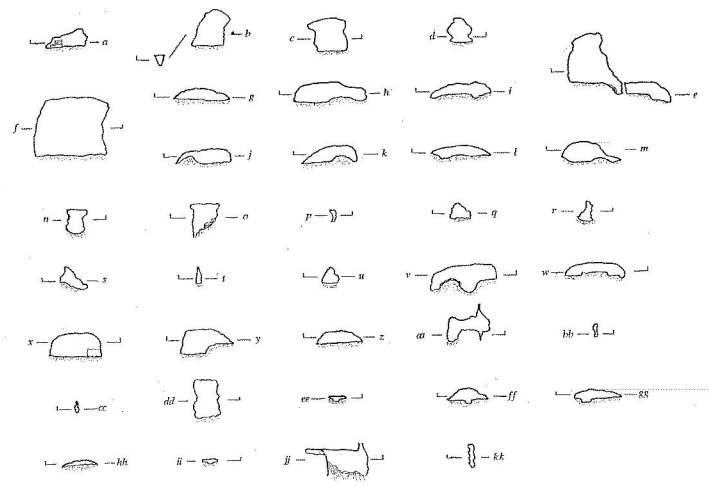 a b c d
e
f g h i
j k l m
n o p q r
s t u v w
x y z aa bb
cc dd ee ff gg
hh ii jj kk